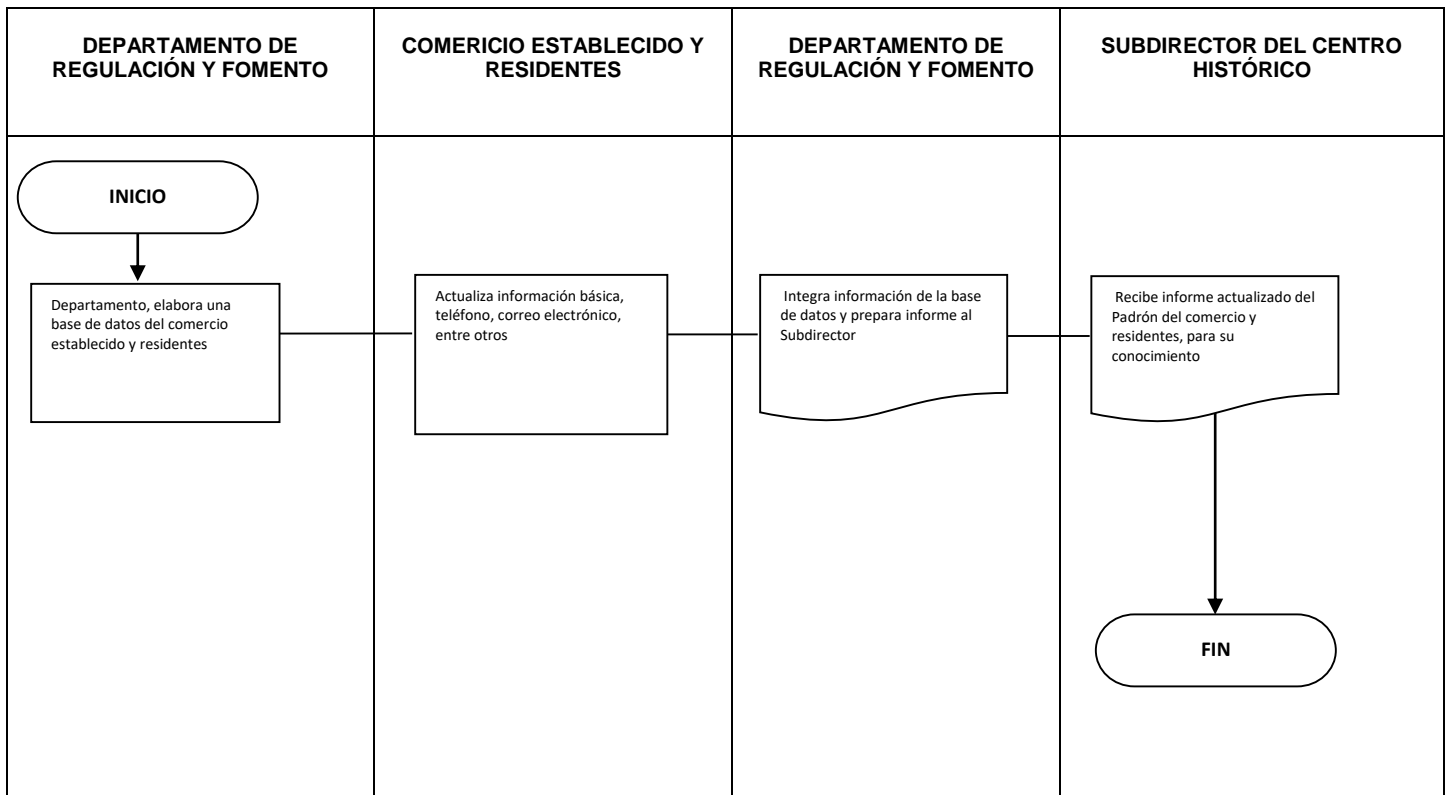 DEPARTAMENTO DE
REGULACIÓN Y FOMENTO
COMERICIO ESTABLECIDO Y
RESIDENTES
DEPARTAMENTO DE
REGULACIÓN Y FOMENTO
SUBDIRECTOR DEL CENTRO
HISTÓRICO
INICIO
Departamento, elabora una
base de datos del comercio
establecido y residentes
Actualiza información básica,
teléfono, correo electrónico,
entre otros
Integra información de la base
de datos y prepara informe al
Subdirector
Recibe informe actualizado del
Padrón del comercio y
residentes, para su
conocimiento
FIN